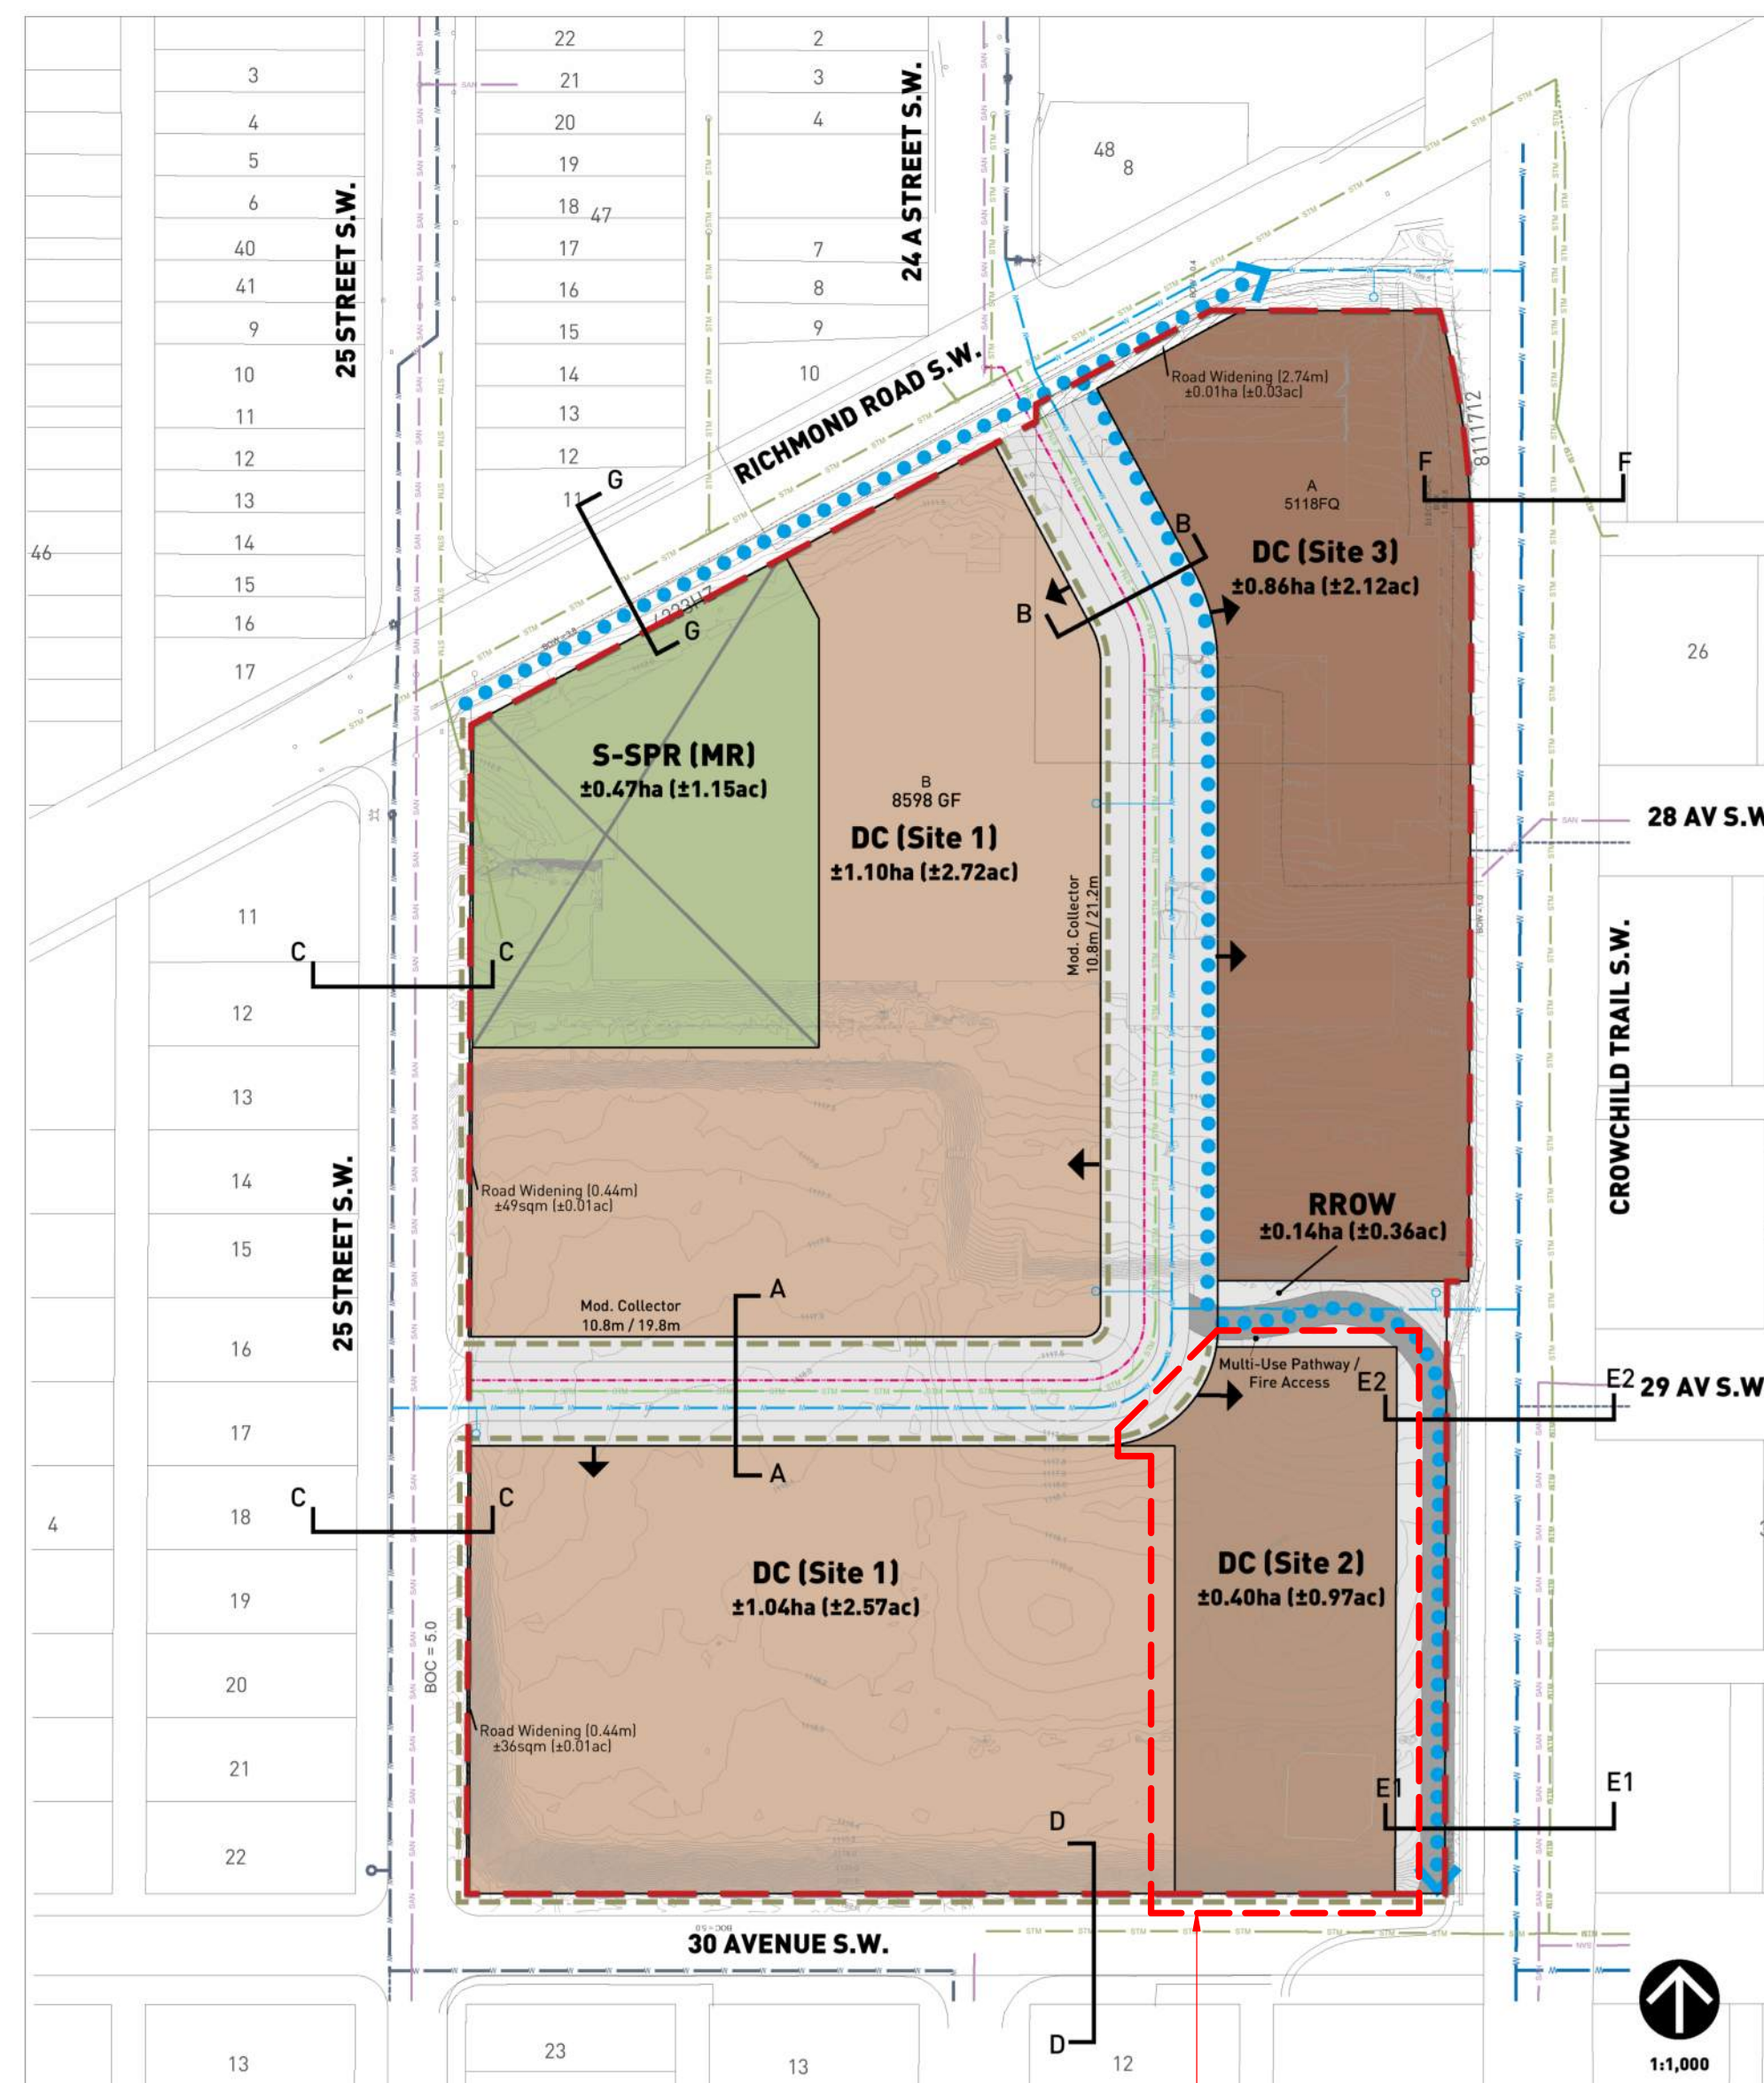 22
2
3
21
3
4
20
4
5
19
6
18
47
40
17
7
41
16
8
9
15
9
10
14
10
11
13
12
12
13
11
14
15
16
17
46
48
8
25 STREET S.W.
24 A STREET S.W.
RICHMOND ROAD S.W.
Road Widening (2.74m)
±0.01ha (±0.03ac)
8111712
A
5118FQ
DC (Site 3)
±0.86ha (±2.12ac)
F
F
G
G
B
B
26
S-SPR (MR)
±0.47ha (±1.15ac)
B
8598 GF
DC (Site 1)
±1.10ha (±2.72ac)
28 AV S.W
Mod. Collector
10.8m / 21.2m
CROWCHILD TRAIL S.W.
11
C
C
12
13
14
Road Widening (0.44m)
±49sqm (±0.01ac)
25 STREET S.W.
15
RROW
±0.14ha (±0.36ac)
Mod. Collector
10.8m / 19.8m
A
A
16
Multi-Use Pathway /
Fire Access
E2
E2
29 AV S.W
17
C
C
18
4
DC (Site 1)
±1.04ha (±2.57ac)
DC (Site 2)
±0.40ha (±0.97ac)
19
BOC = 5.0
20
Road Widening (0.44m)
±36sqm (±0.01ac)
21
E1
E1
22
D
D
BOC = 5.0
30 AVENUE S.W.
13
23
13
12
1:1,000